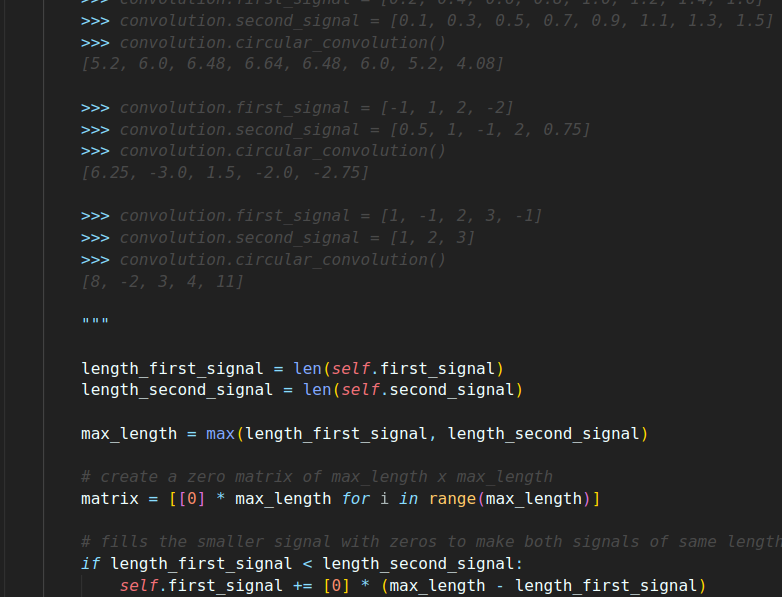 >>> convolution.first_signal = [0.2, 0.4, 0.6, 0.8, 1.0, 1.2, 1.4, 1.6]
>>> convolution.second_signal = [0.1, 0.3, 0.5, 0.7, 0.9, 1.1, 1.3, 1.5]
>>> convolution.circular_convolution()
[5.2, 6.0, 6.48, 6.64, 6.48, 6.0, 5.2, 4.08]
>>> convolution.first_signal = [-1, 1, 2, -2]
>>> convolution.second_signal = [0.5, 1, -1, 2, 0.75]
>>> convolution.circular_convolution()
[6.25, -3.0, 1.5, -2.0, -2.75]
>>> convolution.first_signal = [1, -1, 2, 3, -1]
>>> convolution.second_signal = [1, 2, 3]
>>> convolution.circular_convolution()
[8, -2, 3, 4, 11]
"""
length_first_signal = len(self.first_signal)
length_second_signal = len(self.second_signal)
max_length = max(length_first_signal, length_second_signal)
# create a zero matrix of max_length x max_length
matrix = [[0] * max_length for i in range(max_length)]
# fills the smaller signal with zeros to make both signals of same length
if length_first_signal < length_second_signal:
self.first_signal += [0] * (max_length - length_first_signal)